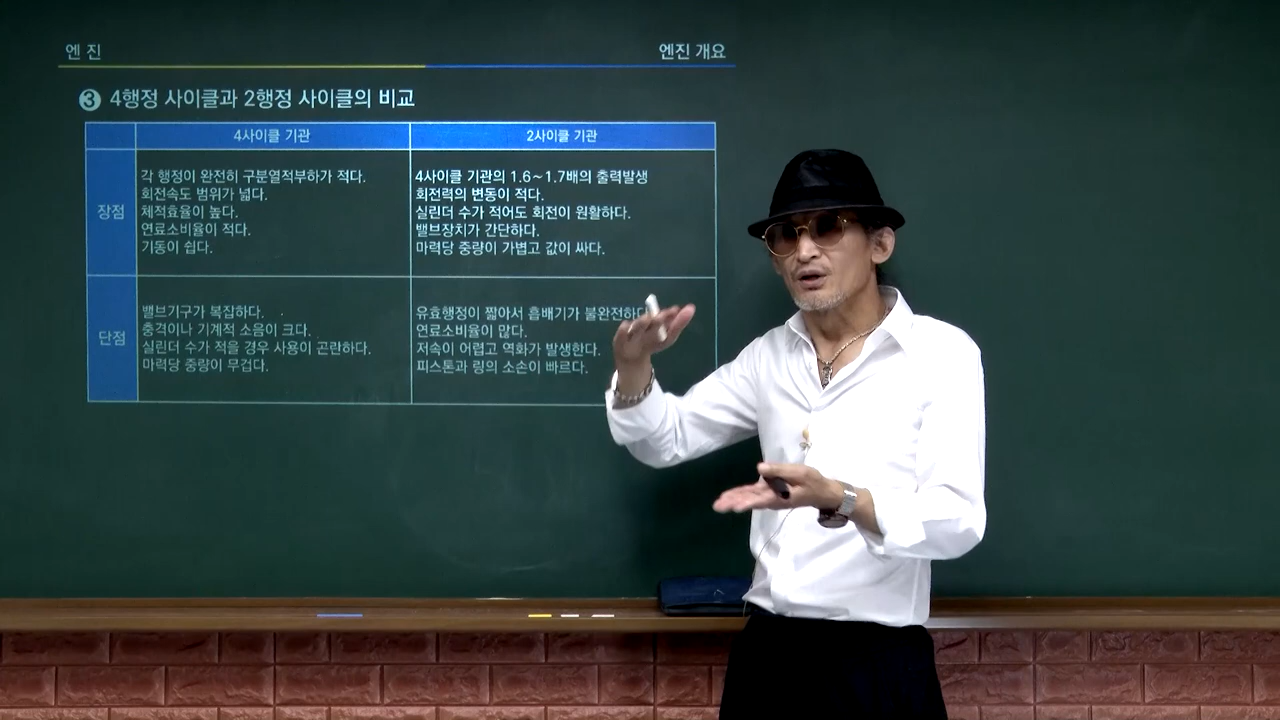 엔 진
엔진 개요
3 4행정 사이클과 2행정 사이클의 비교
4사이클 기관
2사이클 기관
장점
각 행정이 완전히 구분열적부하가 적다.
회전속도 범위가 넓다.
체적효율이 높다.
연료소비율이 적다.
기동이 쉽다.
4사이클 기관의 1.6~1.7배의 출력발생
회전력의 변동이 적다.
실린더 수가 적어도 회전이 원활하다.
밸브장치가 간단하다.
마력당 중량이 가볍고 값이 싸다.
단점
밸브기구가 복잡하다.
충격이나 기계적 소음이 크다.
실린더 수가 적을 경우 사용이 곤란하다.
마력당 중량이 무겁다.
유효행정이 짧아서 흡배기가 불완전하다
연료소비율이 많다.
저속이 어렵고 역화가 발생한다.
피스톤과 링의 소손이 빠르다.